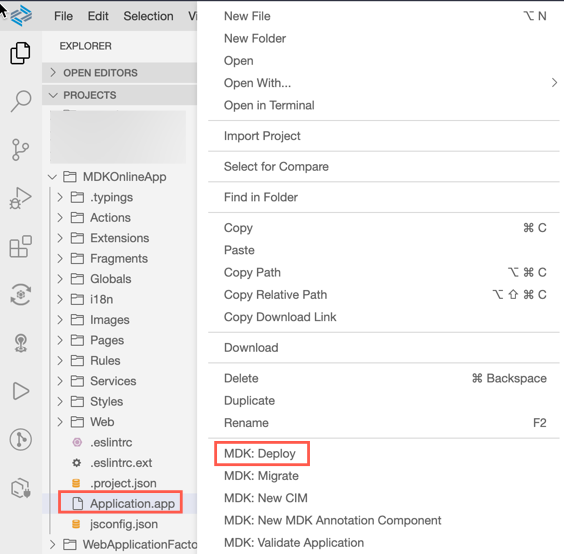 File Edit Selection
EXPLORER
OPEN EDITORS
PROJECTS
MDKOnlineApp
.typings
Actions
Extensions
Fragments
Globals
i18n
Images
Pages
Rules
Services
Styles
Web
.eslintrc
.eslintrc.ext
.project.json
Application.app
jsconfig.json
WebApplicationFacto
New File ⌥ N
New Folder
Open
Open With...
Open in Terminal
Import Project
Select for Compare
Find in Folder
Copy ⌘ C
Paste
Copy Path ⌥ ⌘ C
Copy Relative Path ⌥ ⇧ ⌘ C
Copy Download Link
Download
Delete ⌘ Backspace
Duplicate
Rename F2
MDK: Deploy
MDK: Migrate
MDK: New CIM
MDK: New MDK Annotation Component
MDK: Validate Application